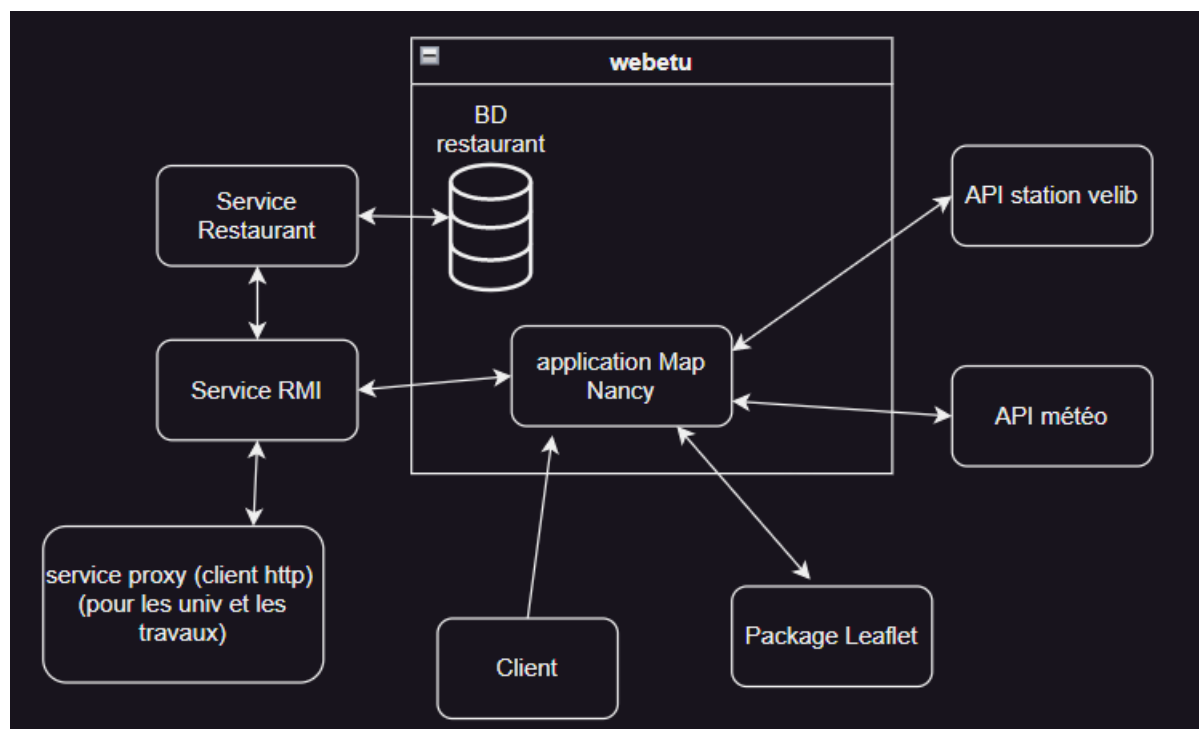 webetu
BD
restaurant
Service
Restaurant
API station velib
application Map
Nancy
Service RMI
API météo
service proxy (client http)
(pour les univ et les
travaux)
Client
Package Leaflet